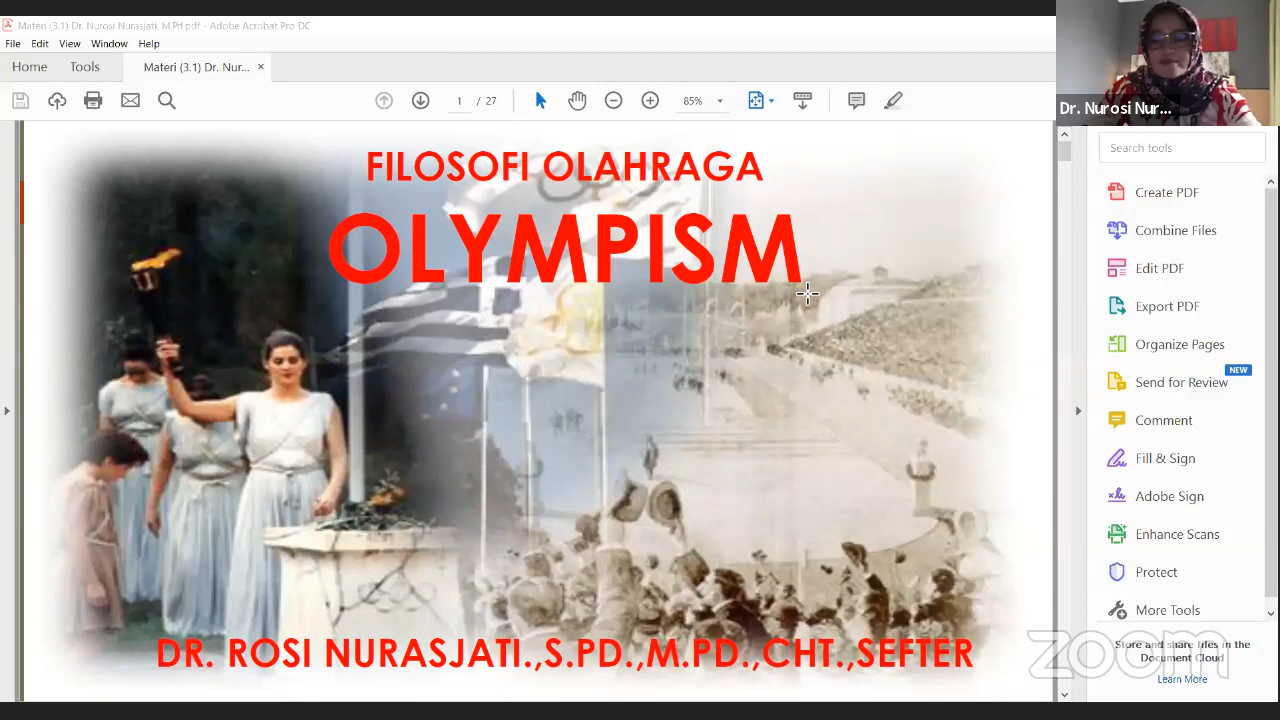 Materi (3.1) Dr. Nurosi Nurasjati, M.Pd.pdf - Adobe Acrobat Pro DC
File Edit View Window Help
Home Tools Materi (3.1) Dr. Nur... ×
1 / 27 85%
Dr. Nurosi Nur...
FILOSOFI OLAHRAGA
OLYMPISM
DR. ROSI NURASJATI.,S.PD.,M.PD.,CHT.,SEFTER
Search tools
Create PDF
Combine Files
Edit PDF
Export PDF
Organize Pages
NEW
Send for Review
Comment
Fill & Sign
Adobe Sign
Enhance Scans
Protect
More Tools
Store and share files in the
Document Cloud
Learn More
zoom